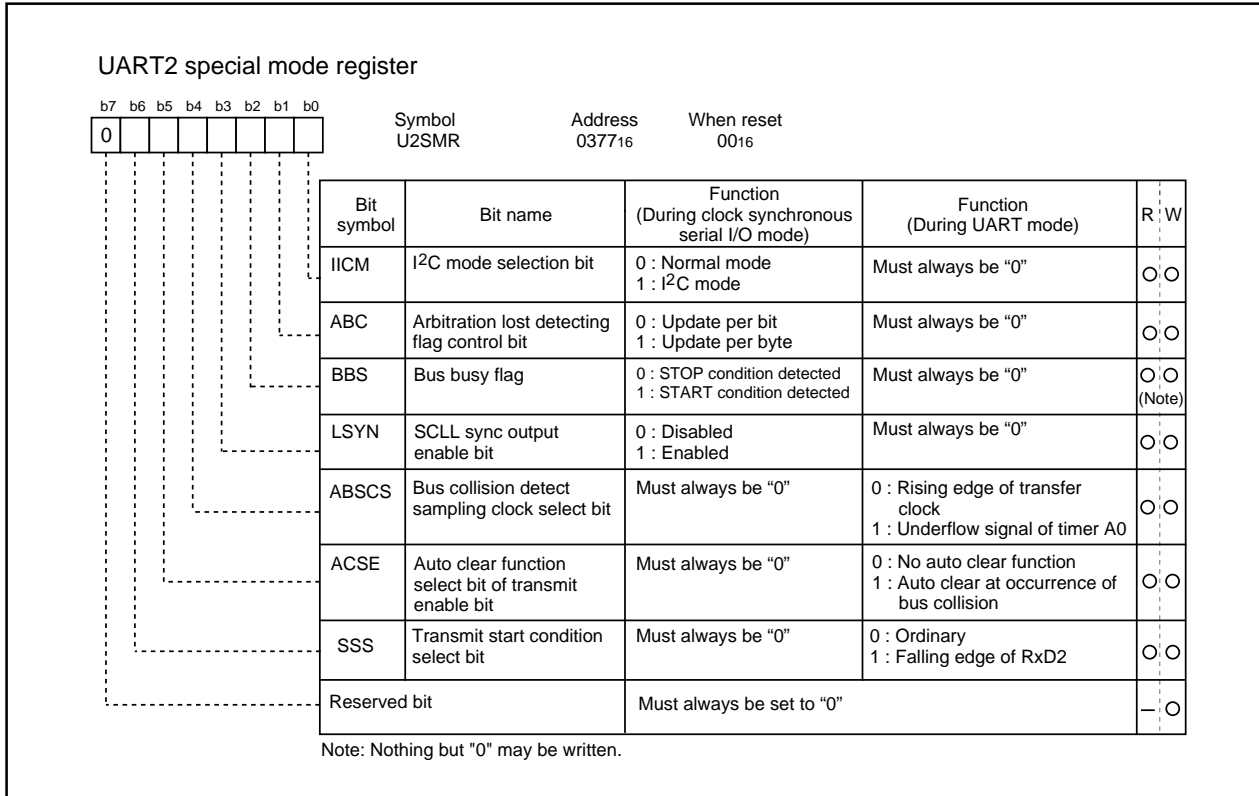 UART2 special mode register
b7 b6 b5 b4 b3 b2 b1 b0
0
Symbol Address When reset
U2SMR 037716 0016
Bit symbol Bit name Function (During clock synchronous serial I/O mode) Function (During UART mode) R W
IICM I2C mode selection bit 0 : Normal mode Must always be “0”
1 : I2C mode
ABC Arbitration lost detecting 0 : Update per bit Must always be “0”
flag control bit 1 : Update per byte
BBS Bus busy flag 0 : STOP condition detected Must always be “0”
1 : START condition detected (Note)
LSYN SCLL sync output 0 : Disabled Must always be “0”
enable bit 1 : Enabled
ABSCS Bus collision detect Must always be “0” 0 : Rising edge of transfer
sampling clock select bit clock
1 : Underflow signal of timer A0
ACSE Auto clear function Must always be “0” 0 : No auto clear function
select bit of transmit 1 : Auto clear at occurrence of
enable bit bus collision
SSS Transmit start condition Must always be “0” 0 : Ordinary
select bit 1 : Falling edge of RxD2
Reserved bit Must always be set to “0” –
Note: Nothing but "0" may be written.